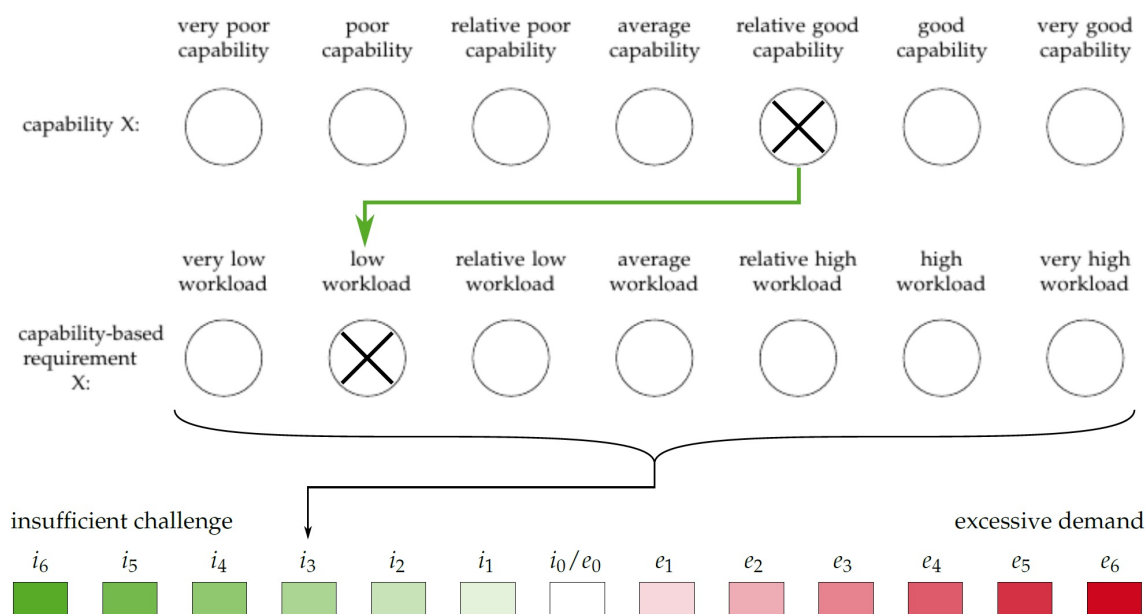 very poor capability
poor capability
relative poor capability
average capability
relative good capability
good capability
very good capability
capability X:
very low workload
low workload
relative low workload
average workload
relative high workload
high workload
very high workload
capability-based
requirement
X:
insufficient challenge
excessive demand
i6 i5 i4 i3 i2 i1 i0/e0 e1 e2 e3 e4 e5 e6